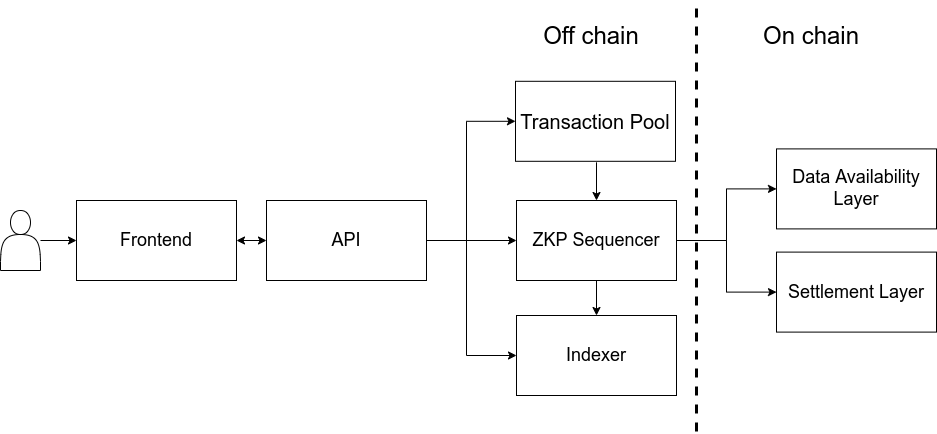 Off chain
On chain
Transaction Pool
Data Availability
Layer
Frontend
API
ZKP Sequencer
Settlement Layer
Indexer